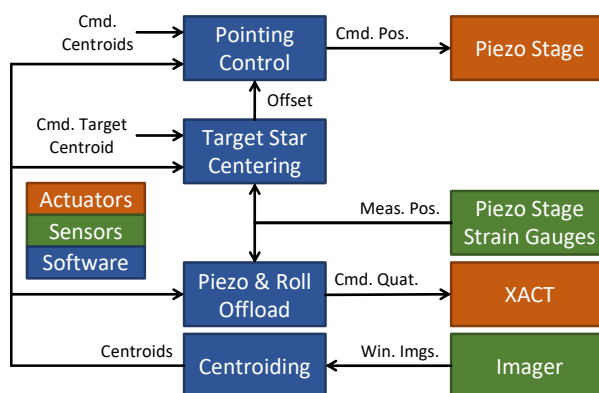 Cmd.
Centroids
Pointing
Control
Cmd. Pos.
Piezo Stage
Offset
Cmd. Target
Centroid
Target Star
Centering
Actuators
Sensors
Software
Meas. Pos.
Piezo Stage
Strain Gauges
Piezo & Roll
Offload
Cmd. Quat.
XACT
Centroids
Centroiding
Win. Imgs.
Imager